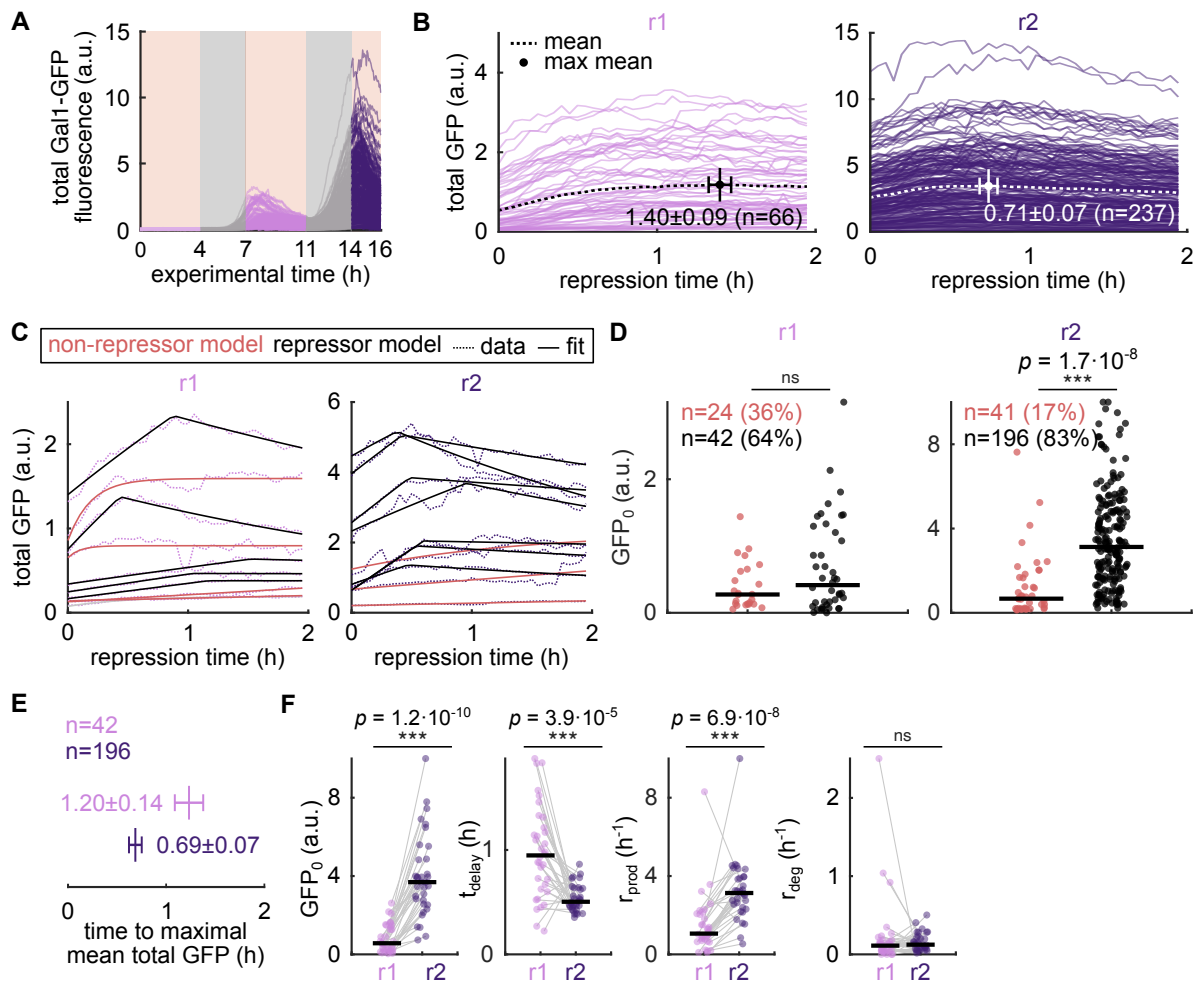 A
total Gal1-GFP
fluorescence (a.u.)
15
10
5
0
0 4 7 11 14 16
experimental time (h)
B
r1
total GFP (a.u.)
4
2
0
mean
max mean
1.40±0.09 (n=66)
0 1 2
repression time (h)
r2
15
10
5
0
0.71±0.07 (n=237)
0 1 2
repression time (h)
C
non-repressor model repressor model data fit
r1
total GFP (a.u.)
2
1
0
0 1 2
repression time (h)
r2
6
4
2
0
0 1 2
repression time (h)
D
r1
ns
n=24 (36%)
n=42 (64%)
GFP0 (a.u.)
2
0
r2
p = 1.7·10-8
***
n=41 (17%)
n=196 (83%)
8
4
0
E
n=42
n=196
1.20±0.14
0.69±0.07
0 1 2
time to maximal
mean total GFP (h)
F
p = 1.2·10-10
***
GFP0 (a.u.)
8
4
0
r1 r2
p = 3.9·10-5
***
tdelay (h)
1
0
r1 r2
p = 6.9·10-8
***
rprod (h-1)
8
4
0
r1 r2
ns
rdeg (h-1)
2
1
0
r1 r2